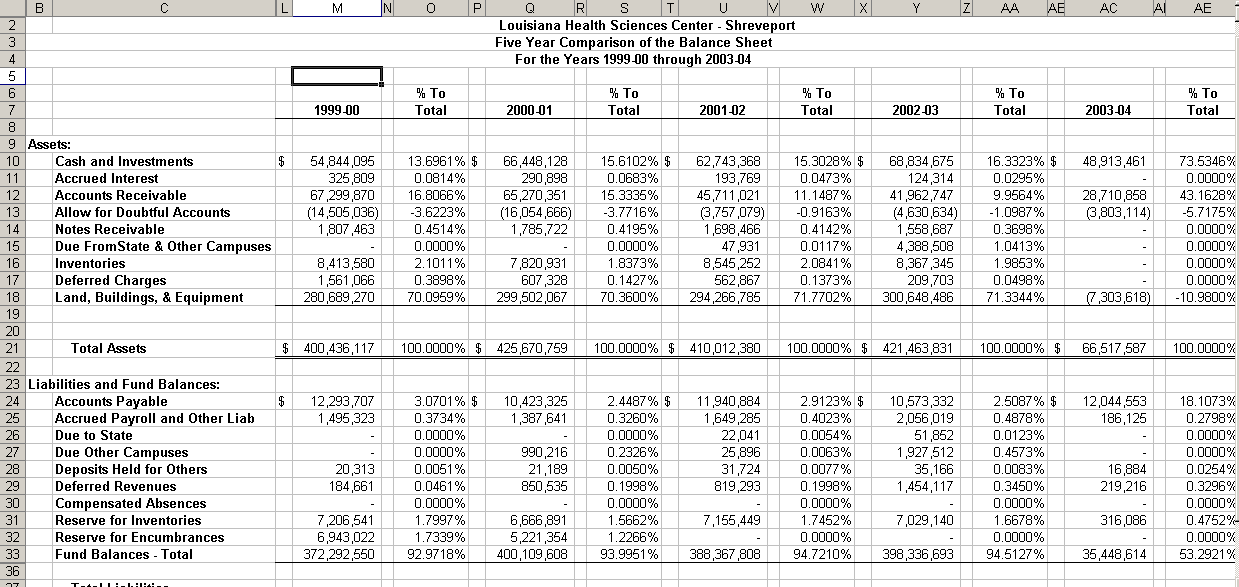 B C L M N O P Q R S T U V W X Y Z AA AE AC AI AE
2 Louisiana Health Sciences Center - Shreveport
3 Five Year Comparison of the Balance Sheet
4 For the Years 1999-00 through 2003-04
5
6 % To % To % To % To % To
7 1999-00 Total 2000-01 Total 2001-02 Total 2002-03 Total 2003-04 Total
8
9 Assets:
10 Cash and Investments $ 54,844,095 13.6961% $ 66,448,128 15.6102% $ 62,743,368 15.3028% $ 68,834,675 16.3323% $ 48,913,461 73.5346%
11 Accrued Interest 325,809 0.0814% 290,898 0.0683% 193,769 0.0473% 124,314 0.0295% - 0.0000%
12 Accounts Receivable 67,299,870 16.8066% 65,270,351 15.3335% 45,711,021 11.1487% 41,962,747 9.9564% 28,710,858 43.1628%
13 Allow for Doubtful Accounts (14,505,036) -3.6223% (16,054,666) -3.7716% (3,757,079) -0.9163% (4,630,634) -1.0987% (3,803,114) -5.7175%
14 Notes Receivable 1,807,463 0.4514% 1,785,722 0.4195% 1,698,466 0.4142% 1,558,687 0.3698% - 0.0000%
15 Due FromState & Other Campuses - 0.0000% - 0.0000% 47,931 0.0117% 4,388,508 1.0413% - 0.0000%
16 Inventories 8,413,580 2.1011% 7,820,931 1.8373% 8,545,252 2.0841% 8,367,345 1.9853% - 0.0000%
17 Deferred Charges 1,561,066 0.3898% 607,328 0.1427% 562,867 0.1373% 209,703 0.0498% - 0.0000%
18 Land, Buildings, & Equipment 280,689,270 70.0959% 299,502,067 70.3600% 294,266,785 71.7702% 300,648,486 71.3344% (7,303,618) -10.9800%
19
20
21 Total Assets $ 400,436,117 100.0000% $ 425,670,759 100.0000% $ 410,012,380 100.0000% $ 421,463,831 100.0000% $ 66,517,587 100.0000%
22
23 Liabilities and Fund Balances:
24 Accounts Payable $ 12,293,707 3.0701% $ 10,423,325 2.4487% $ 11,940,884 2.9123% $ 10,573,332 2.5087% $ 12,044,553 18.1073%
25 Accrued Payroll and Other Liab 1,495,323 0.3734% 1,387,641 0.3260% 1,649,285 0.4023% 2,056,019 0.4878% 186,125 0.2798%
26 Due to State - 0.0000% - 0.0000% 22,041 0.0054% 51,852 0.0123% - 0.0000%
27 Due Other Campuses - 0.0000% 990,216 0.2326% 25,896 0.0063% 1,927,512 0.4573% - 0.0000%
28 Deposits Held for Others 20,313 0.0051% 21,189 0.0050% 31,724 0.0077% 35,166 0.0083% 16,884 0.0254%
29 Deferred Revenues 184,661 0.0461% 850,535 0.1998% 819,293 0.1998% 1,454,117 0.3450% 219,216 0.3296%
30 Compensated Absences - 0.0000% - 0.0000% - 0.0000% - 0.0000% - 0.0000%
31 Reserve for Inventories 7,206,541 1.7997% 6,666,891 1.5662% 7,155,449 1.7452% 7,029,140 1.6678% 316,086 0.4752%
32 Reserve for Encumbrances 6,943,022 1.7339% 5,221,354 1.2266% - 0.0000% - 0.0000% - 0.0000%
33 Fund Balances - Total 372,292,550 92.9718% 400,109,608 93.9951% 388,367,808 94.7210% 398,336,693 94.5127% 35,448,614 53.2921%
36
37 Total Liabilities